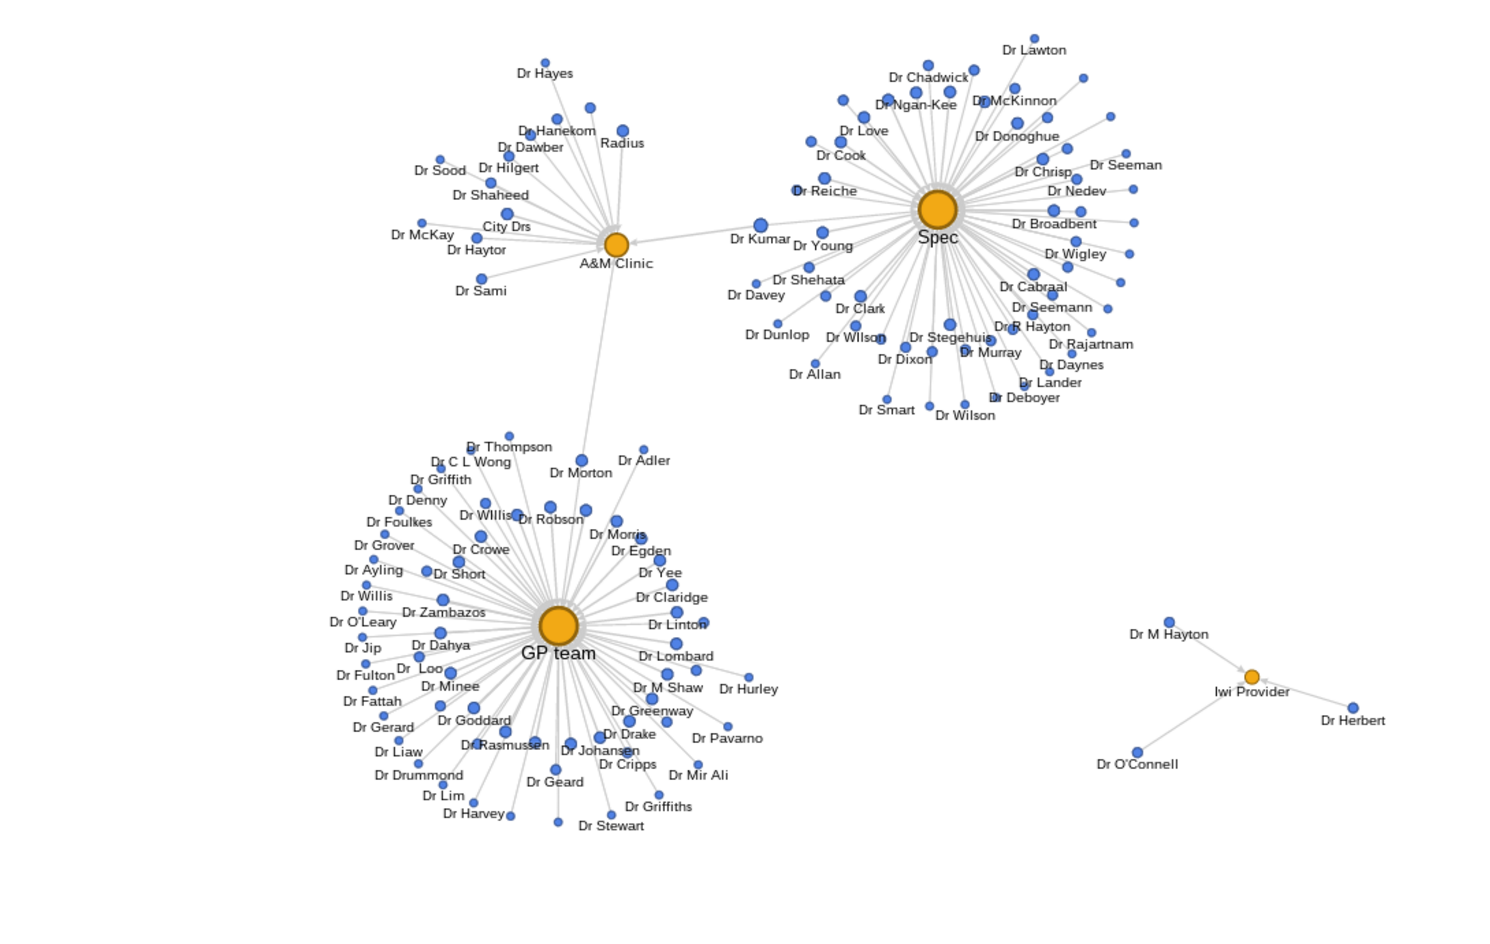 Dr Hayes
Dr Hanekom
Radius
Dr Dawber
Dr Sood
Dr Hilgert
Dr Shaheed
City Drs
Dr McKay
Dr Haytor
A&M Clinic
Dr Sami
Dr Lawton
Dr Chadwick
Dr Ngan-Kee
Dr McKinnon
Dr Love
Dr Donoghue
Dr Cook
Dr Chrisp
Dr Seeman
Dr Reiche
Dr Nedev
Dr Broadbent
Spec
Dr Kumar
Dr Young
Dr Wigley
Dr Shehata
Dr Cabraal
Dr Davey
Dr Clark
Dr Seemann
Dr R Hayton
Dr Dunlop
Dr WIlson
Dr Stegehuis
Dr Rajartnam
Dr Dixon
Dr Murray
Dr Daynes
Dr Allan
Dr Lander
Dr Deboyer
Dr Smart
Dr Wilson
Dr Thompson
Dr C L Wong
Dr Morton
Dr Adler
Dr Griffith
Dr Denny
Dr Foulkes
Dr WIllis
Dr Robson
Dr Morris
Dr Grover
Dr Crowe
Dr Egden
Dr Ayling
Dr Short
Dr Yee
Dr Willis
Dr Claridge
Dr Zambazos
Dr O'Leary
Dr Linton
Dr Jip
Dr Dahya
GP team
Dr Lombard
Dr Fulton
Dr  Loo
Dr Minee
Dr M Shaw
Dr Hurley
Dr Fattah
Dr Greenway
Dr Gerard
Dr Goddard
Dr Drake
Dr Pavarno
Dr Liaw
Dr Rasmussen
Dr Johansen
Dr Cripps
Dr Drummond
Dr Geard
Dr Mir Ali
Dr Lim
Dr Griffiths
Dr Harvey
Dr Stewart
Dr M Hayton
Iwi Provider
Dr Herbert
Dr O'Connell